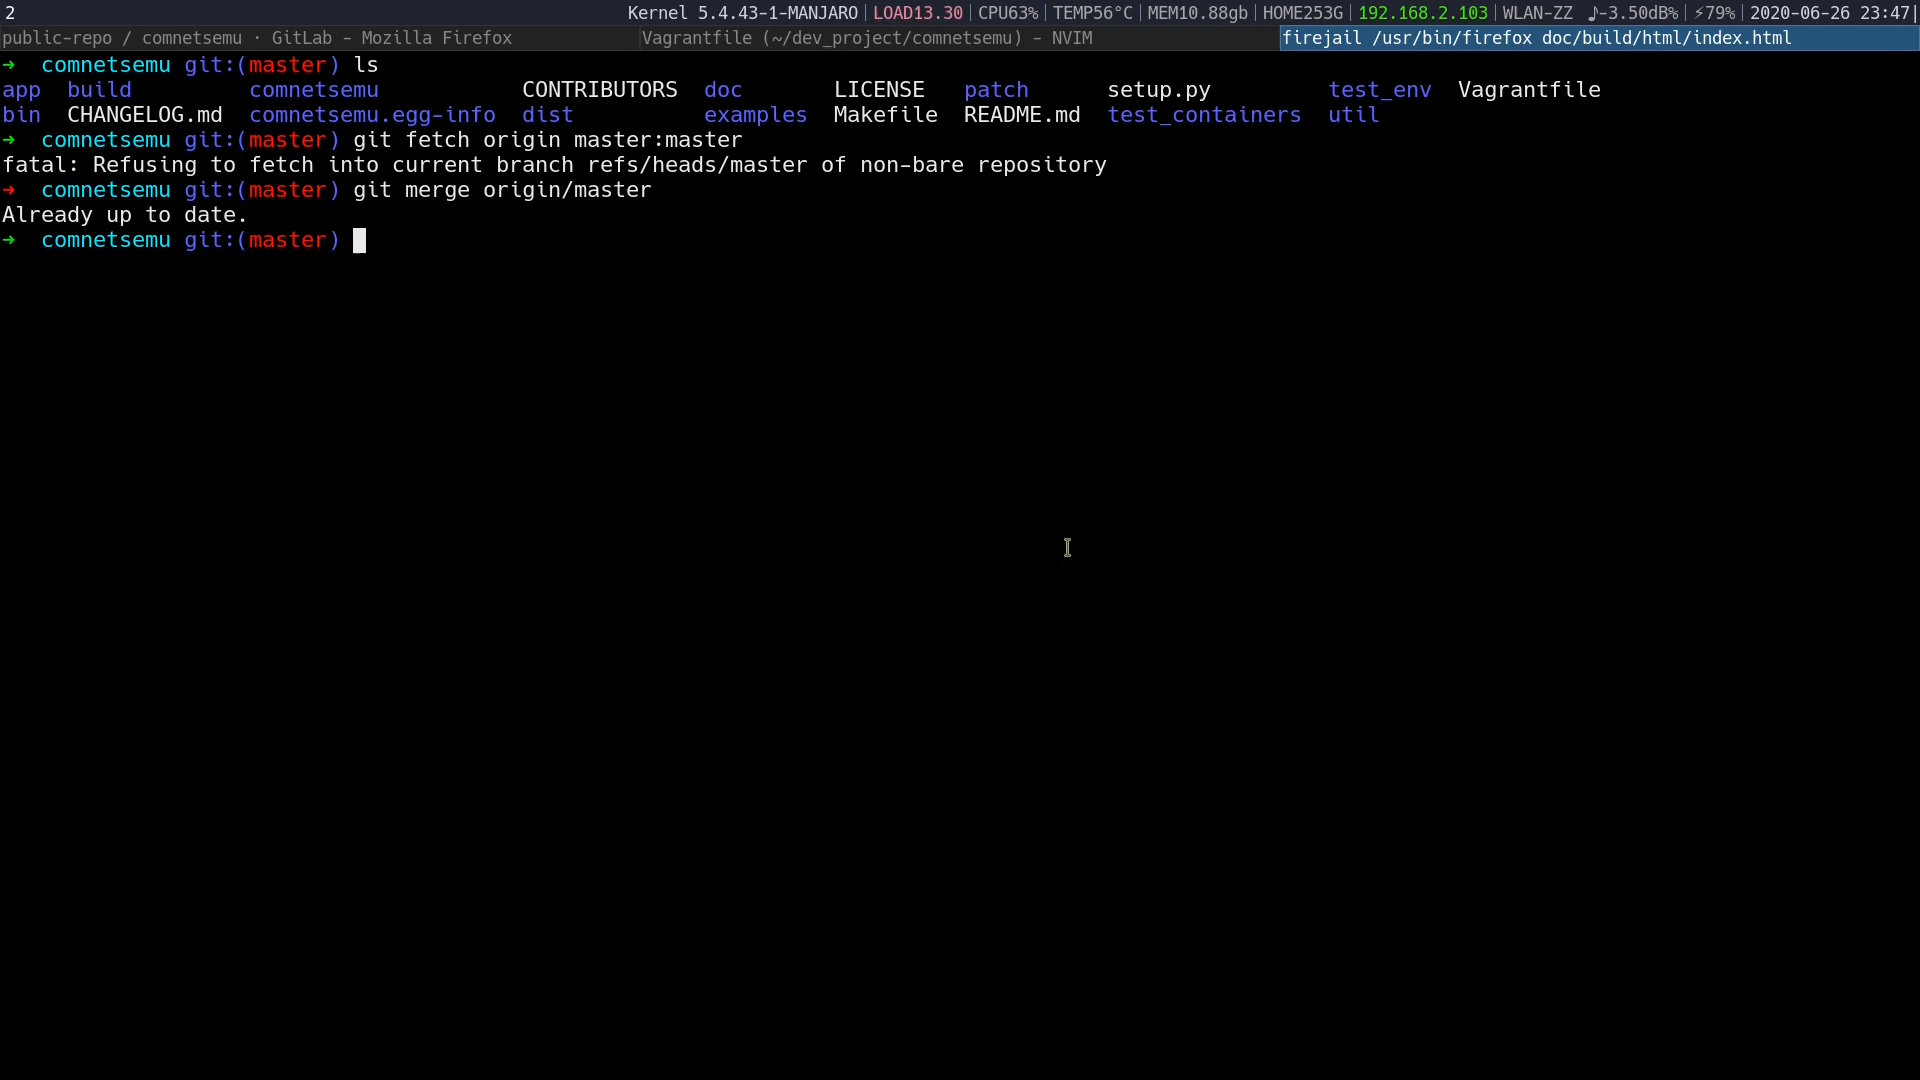 2 Kernel 5.4.43-1-MANJARO|LOAD13.30|CPU63%|TEMP56°C|MEM10.88gb|HOME253G|192.168.2.103|WLAN-ZZ ♪-3.50dB%|⚡79%|2020-06-26 23:47|
public-repo / comnetsemu · GitLab - Mozilla Firefox Vagrantfile (~/dev_project/comnetsemu) - NVIM firejail /usr/bin/firefox doc/build/html/index.html
→ comnetsemu git:(master) ls
app build comnetsemu CONTRIBUTORS doc LICENSE patch setup.py test_env Vagrantfile
bin CHANGELOG.md comnetsemu.egg-info dist examples Makefile README.md test_containers util
→ comnetsemu git:(master) git fetch origin master:master
fatal: Refusing to fetch into current branch refs/heads/master of non-bare repository
→ comnetsemu git:(master) git merge origin/master
Already up to date.
→ comnetsemu git:(master)